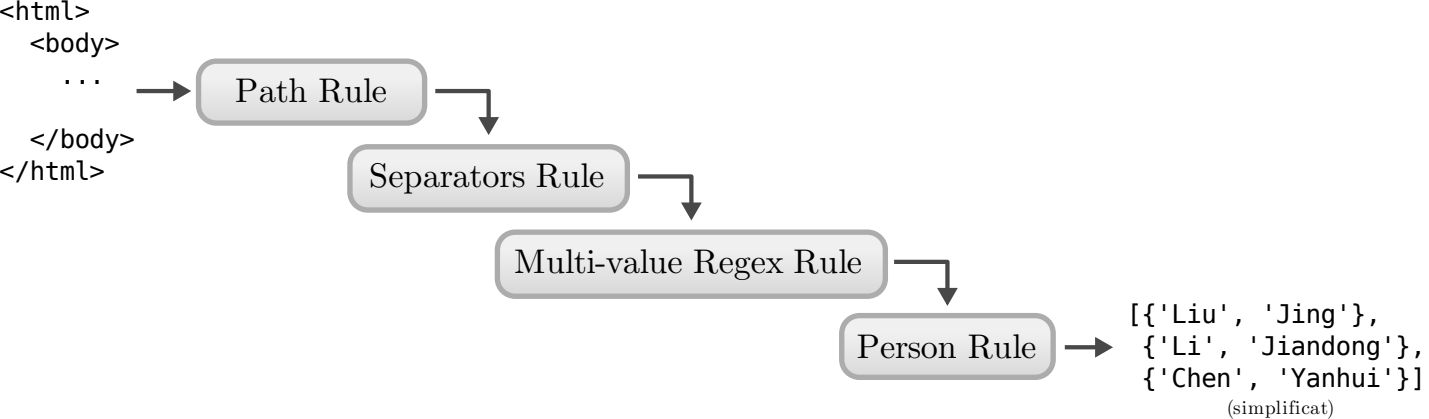 <html>
<body>
...
</body>
</html>
Path Rule
Separators Rule
Multi-value Regex Rule
Person Rule
[{'Liu', 'Jing'},
{'Li', 'Jiandong'},
{'Chen', 'Yanhui'}]
(simplificat)